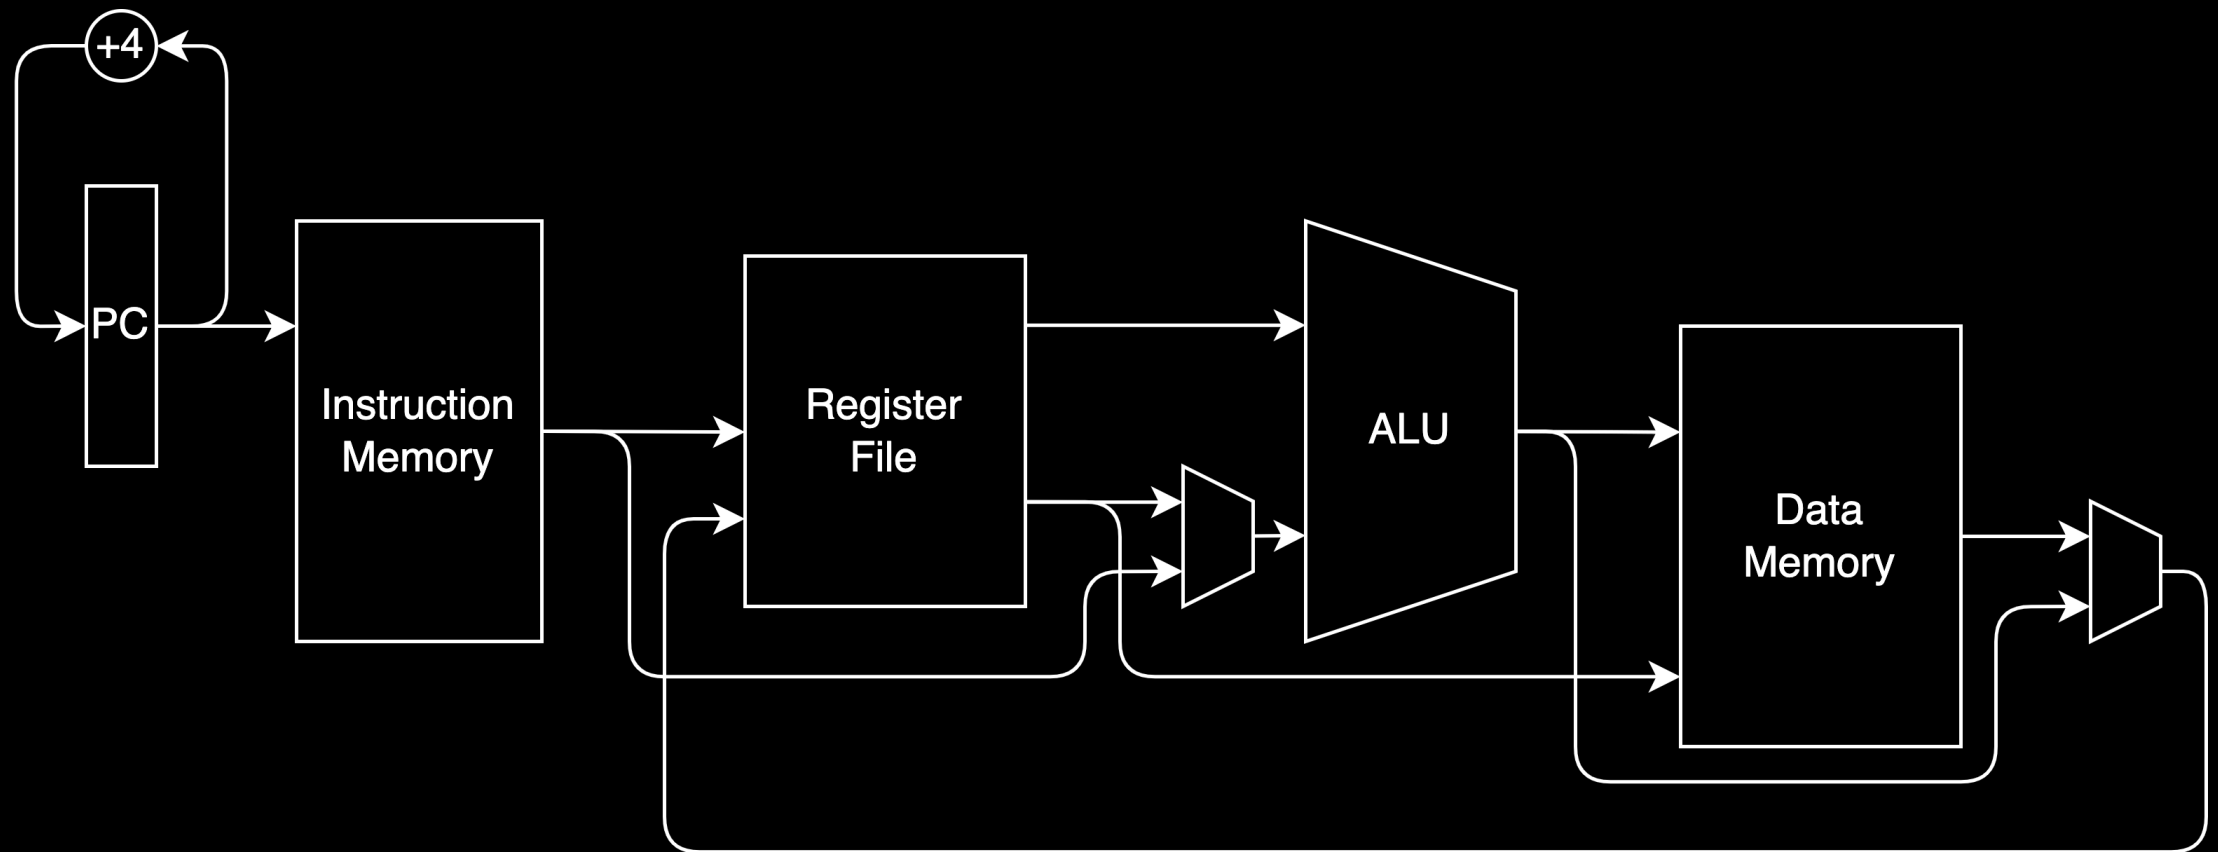 +4
PC
Instruction
Memory
Register
File
ALU
Data
Memory